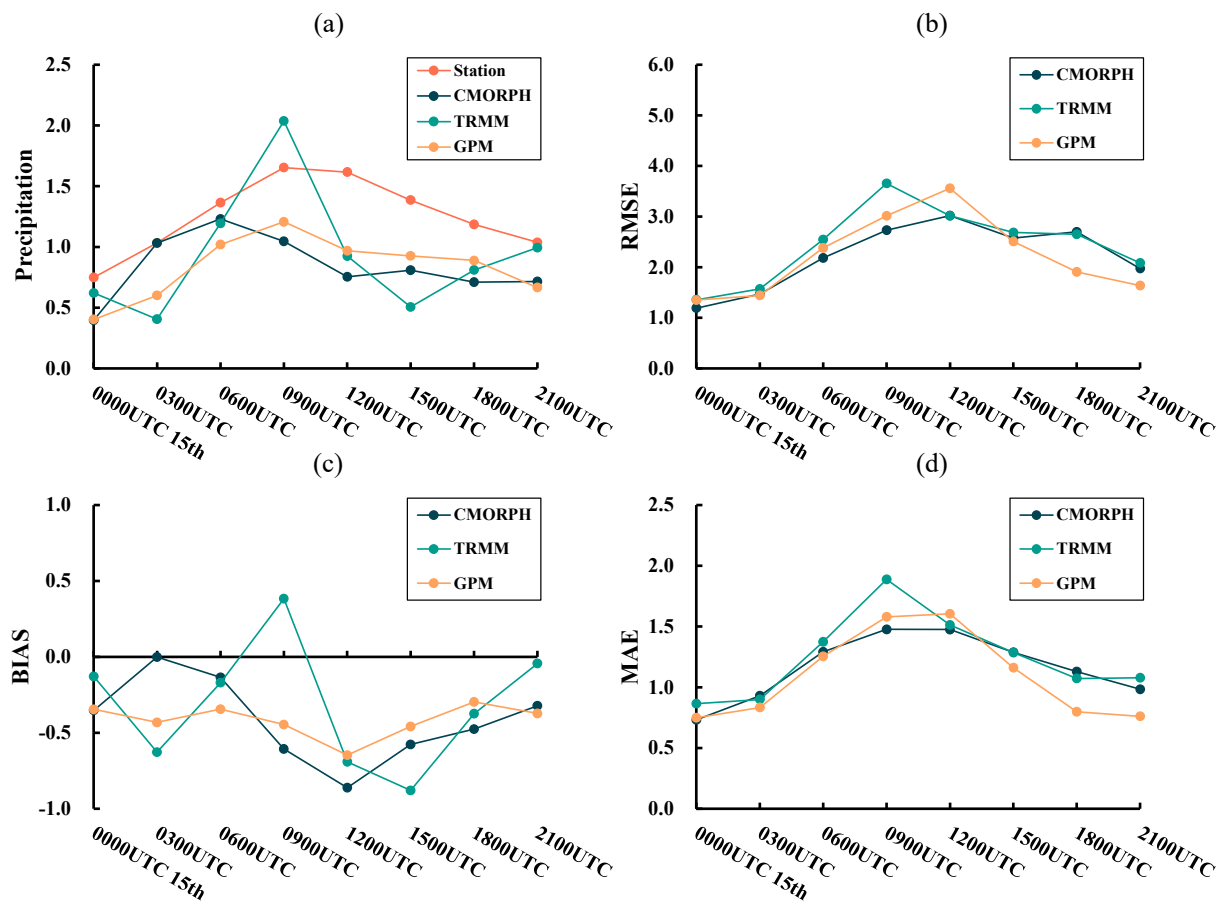 (a)
Precipitation
2.5
2.0
1.5
1.0
0.5
0.0
Station
CMORPH
TRMM
GPM
0000UTC 15th
0300UTC
0600UTC
0900UTC
1200UTC
1500UTC
1800UTC
2100UTC
(b)
RMSE
6.0
5.0
4.0
3.0
2.0
1.0
0.0
CMORPH
TRMM
GPM
0000UTC 15th
0300UTC
0600UTC
0900UTC
1200UTC
1500UTC
1800UTC
2100UTC
(c)
BIAS
1.0
0.5
0.0
-0.5
-1.0
CMORPH
TRMM
GPM
0000UTC 15th
0300UTC
0600UTC
0900UTC
1200UTC
1500UTC
1800UTC
2100UTC
(d)
MAE
2.5
2.0
1.5
1.0
0.5
0.0
CMORPH
TRMM
GPM
0000UTC 15th
0300UTC
0600UTC
0900UTC
1200UTC
1500UTC
1800UTC
2100UTC